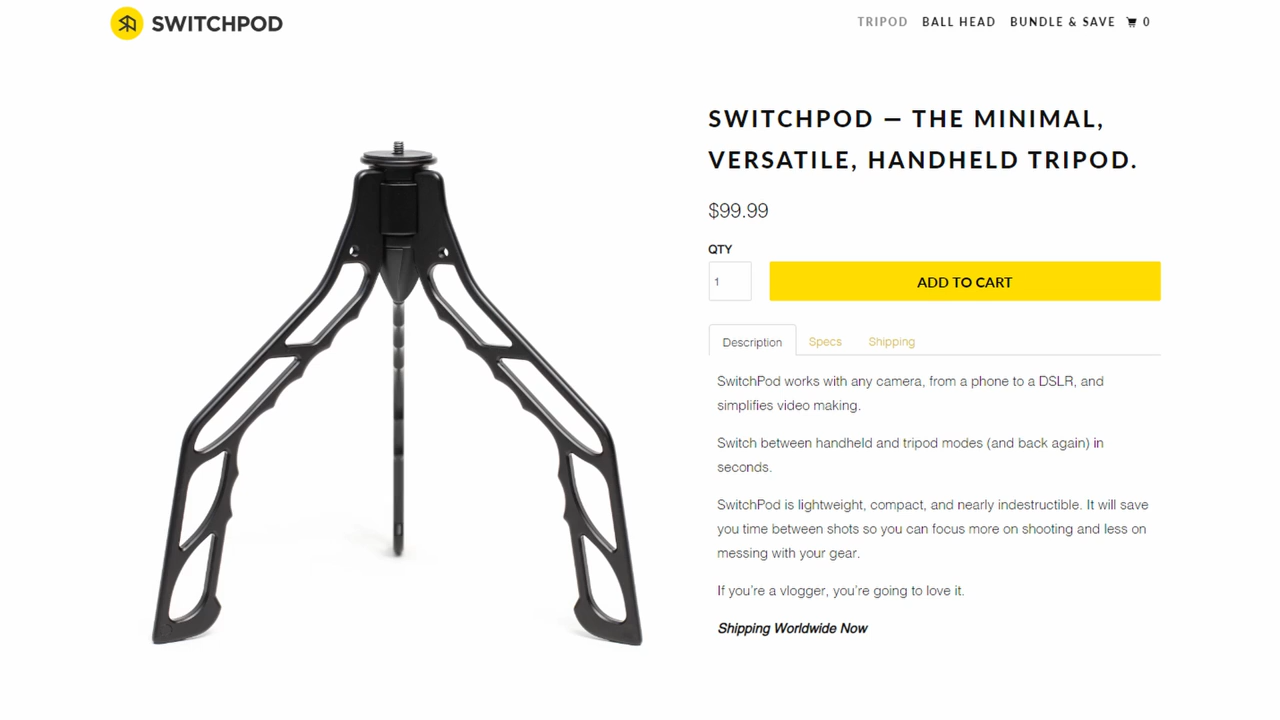 SWITCHPOD
TRIPOD BALL HEAD BUNDLE & SAVE 0
SWITCHPOD — THE MINIMAL,
VERSATILE, HANDHELD TRIPOD.
$99.99
QTY
1 ADD TO CART
Description Specs Shipping
SwitchPod works with any camera, from a phone to a DSLR, and
simplifies video making.
Switch between handheld and tripod modes (and back again) in
seconds.
SwitchPod is lightweight, compact, and nearly indestructible. It will save
you time between shots so you can focus more on shooting and less on
messing with your gear.
If you're a vlogger, you're going to love it.
Shipping Worldwide Now